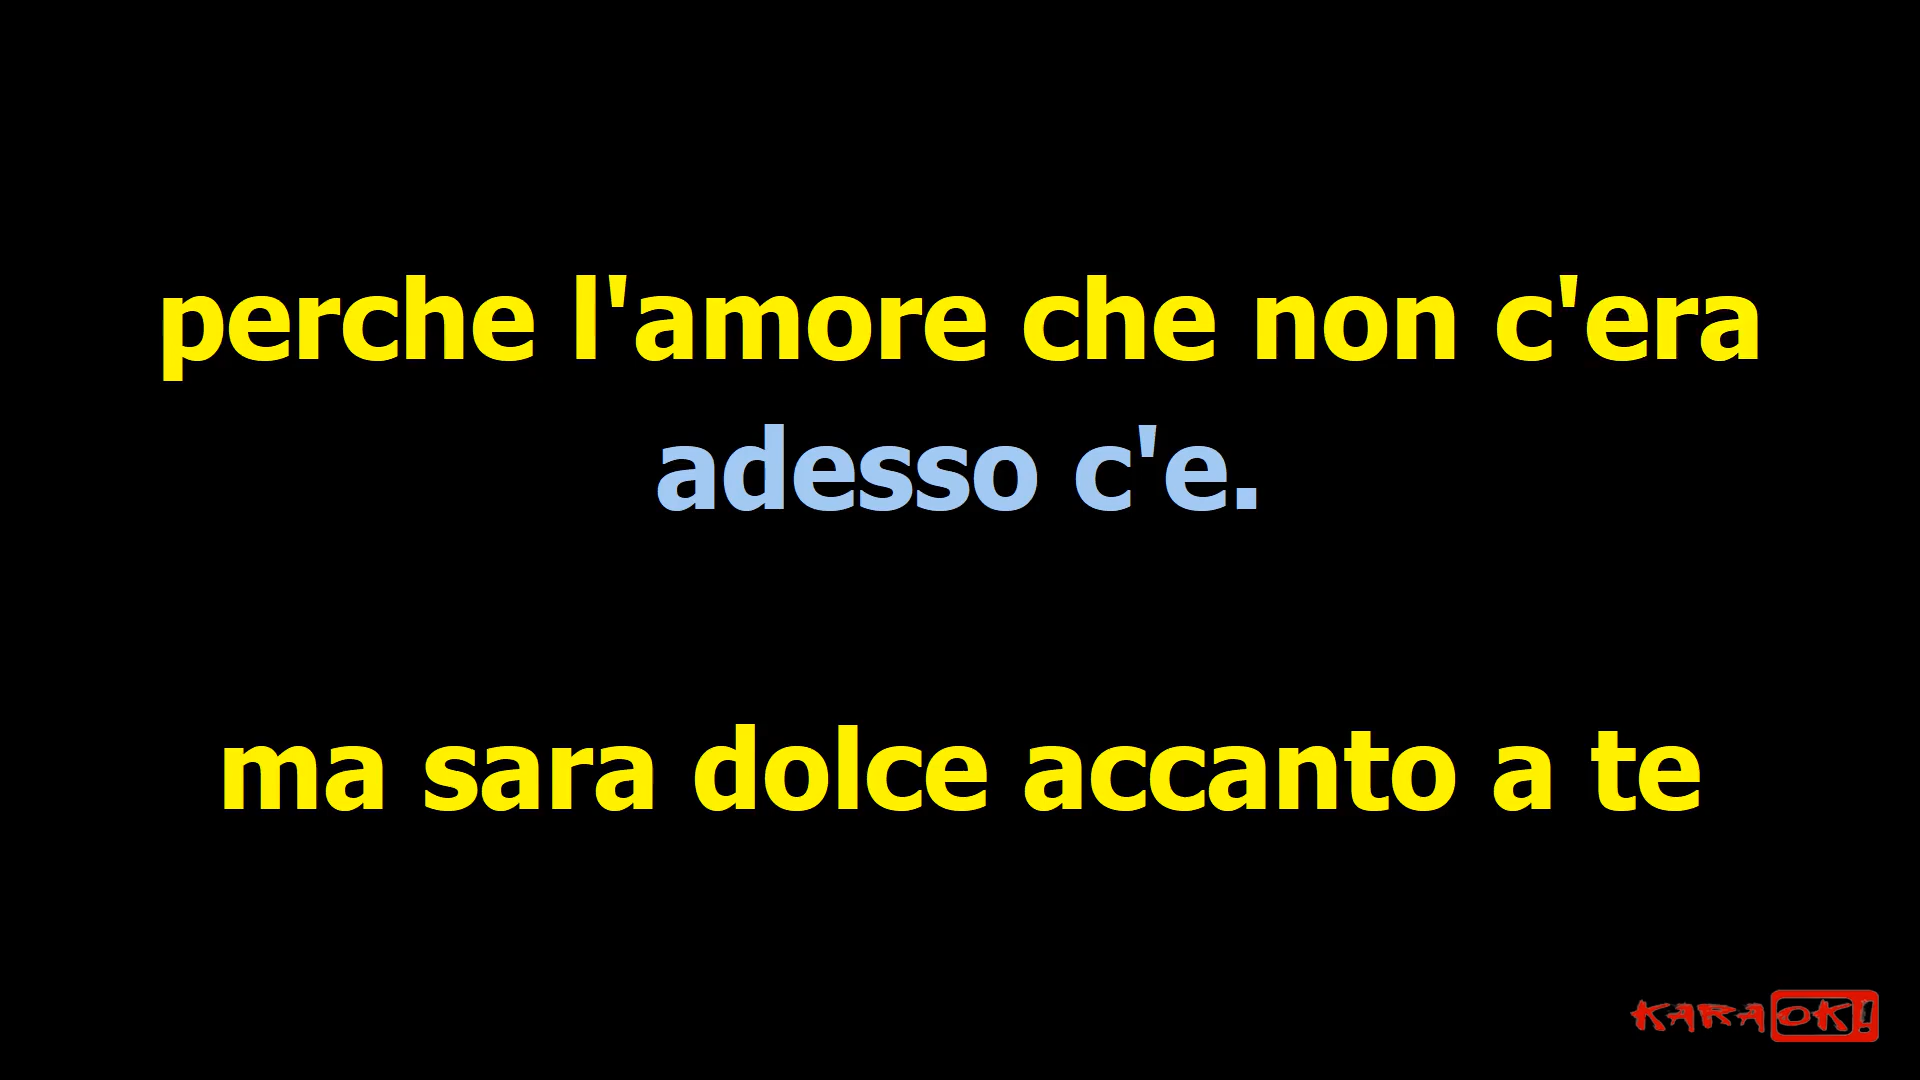 perche l'amore che non c'era
adesso c'e.
ma sara dolce accanto a te
KARAOK!